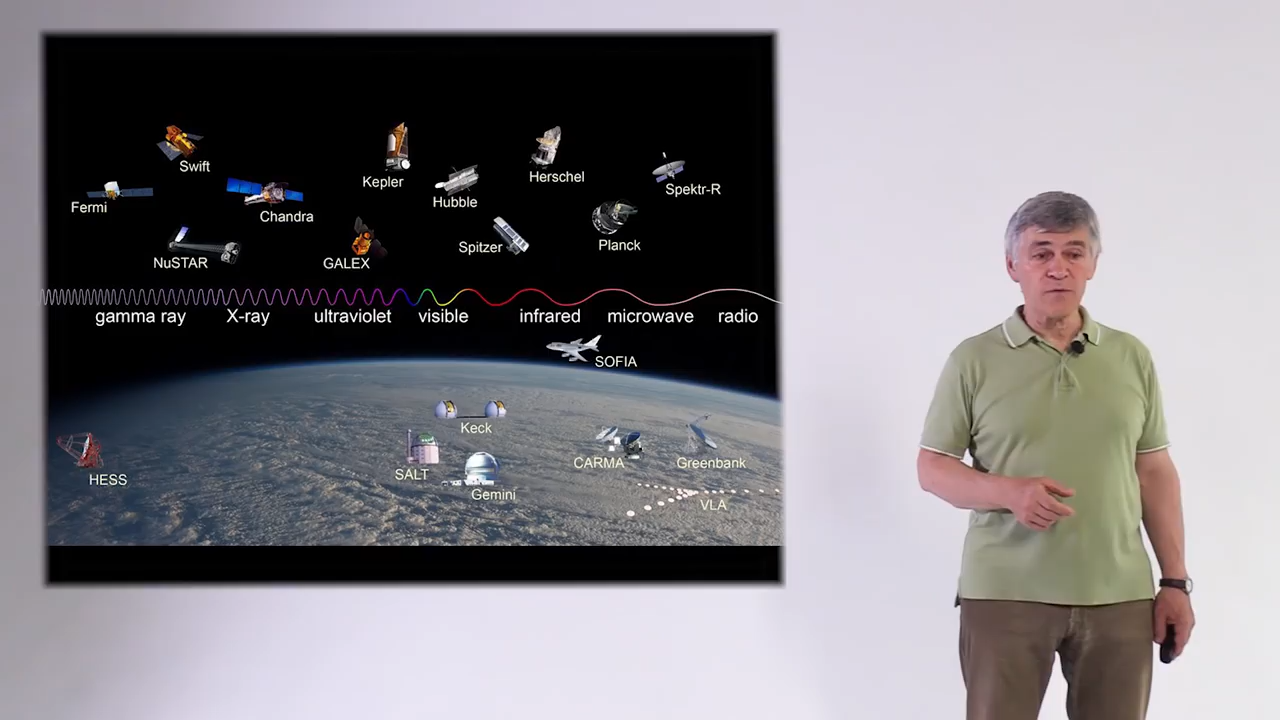 Swift
Kepler
Herschel
Spektr-R
Fermi
Chandra
Hubble
NuSTAR
GALEX
Spitzer
Planck
gamma ray X-ray ultraviolet visible infrared microwave radio
SOFIA
Keck
HESS
SALT
Gemini
CARMA
Greenbank
VLA